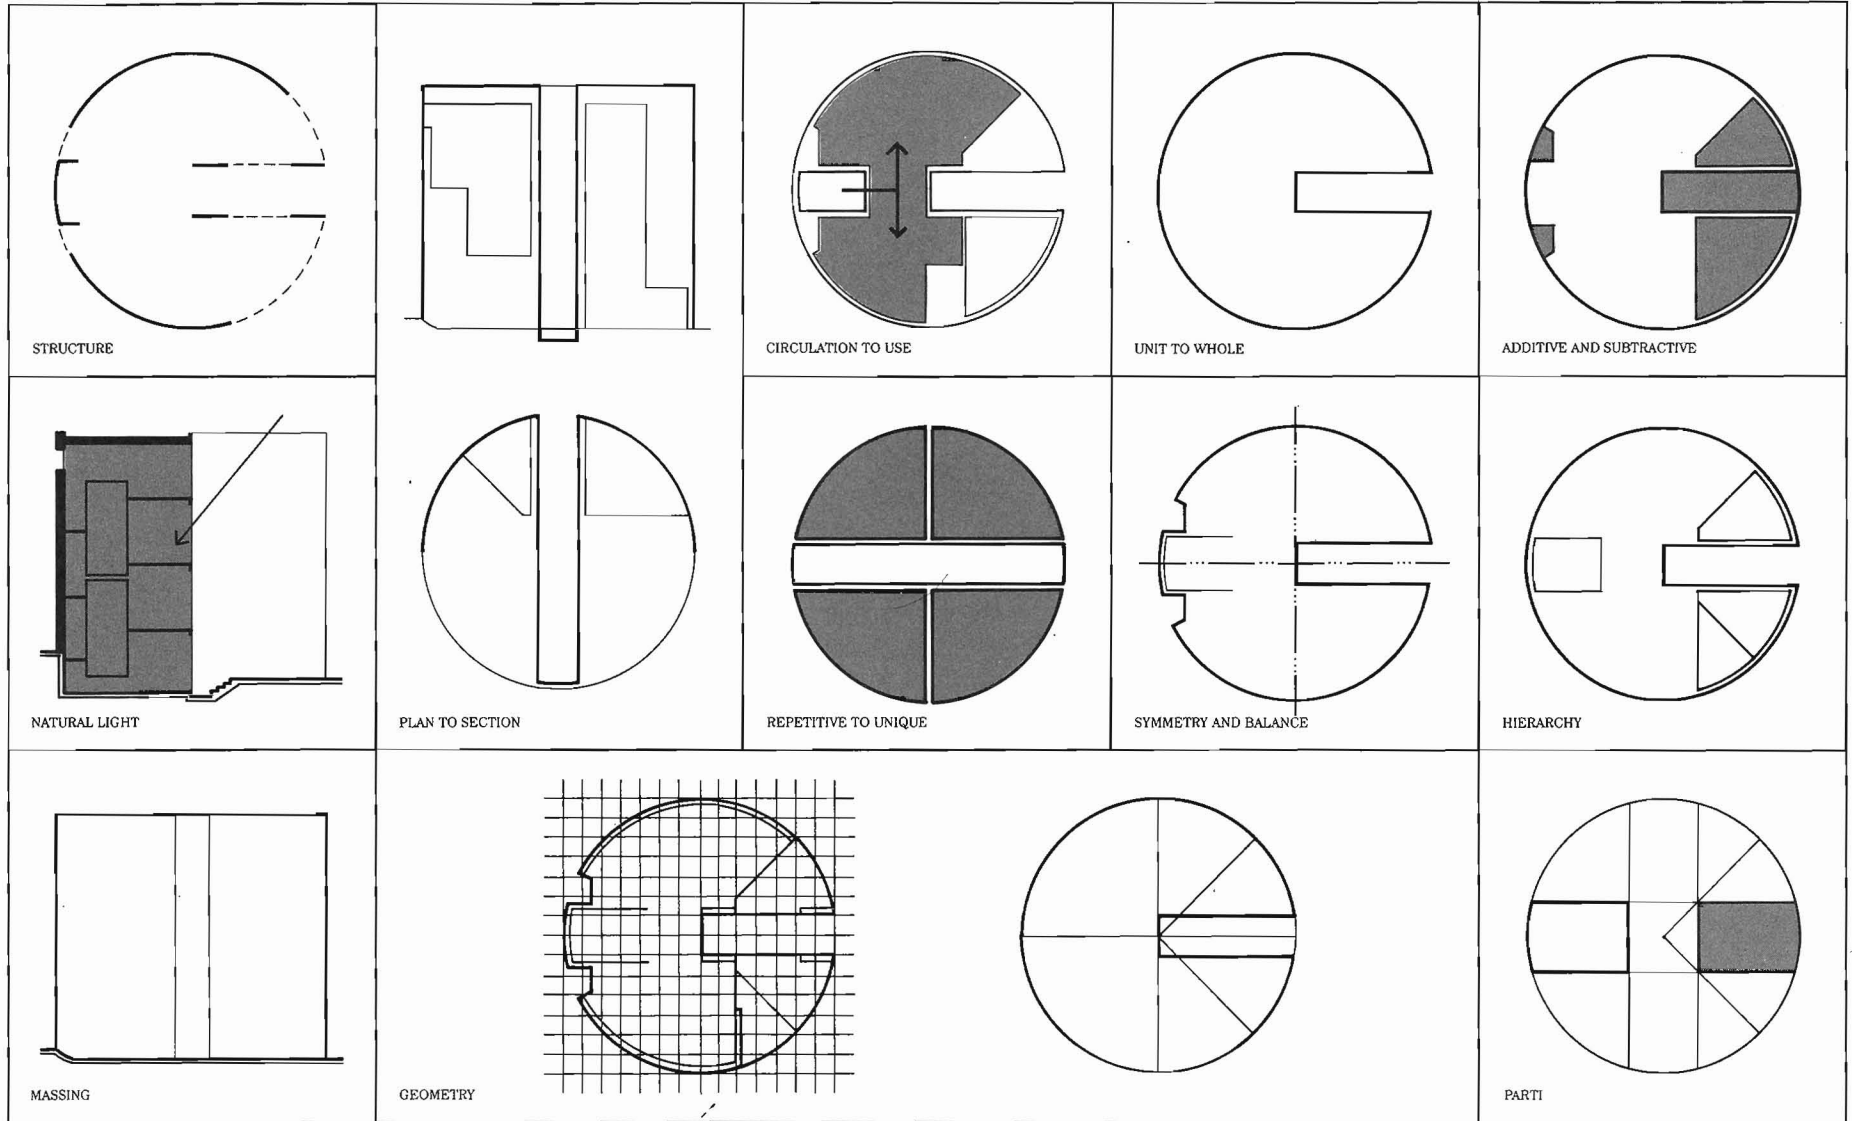 STRUCTURE
CIRCULATION TO USE
UNIT TO WHOLE
ADDITIVE AND SUBTRACTIVE
NATURAL LIGHT
PLAN TO SECTION
REPETITIVE TO UNIQUE
SYMMETRY AND BALANCE
HIERARCHY
MASSING
GEOMETRY
PARTI